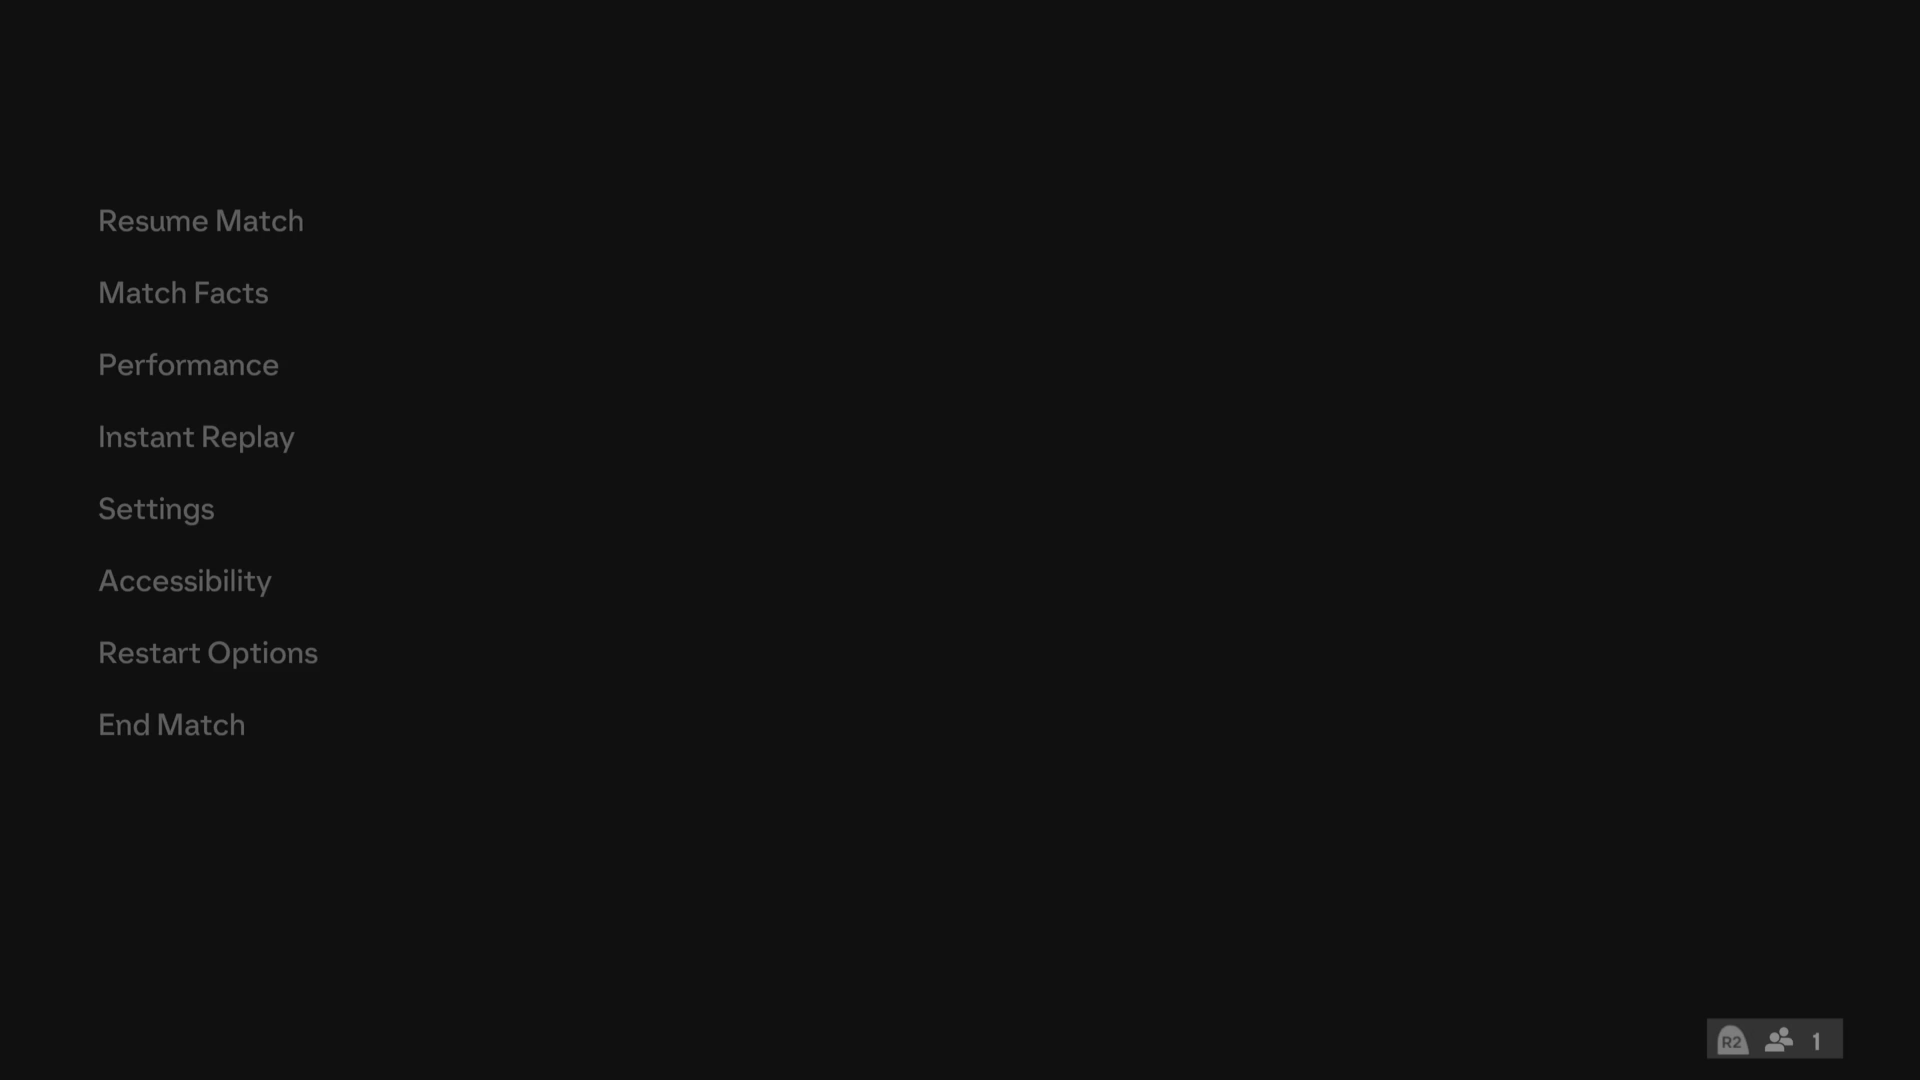 Resume Match
Match Facts
Performance
Instant Replay
Settings
Accessibility
Restart Options
End Match
R2 1